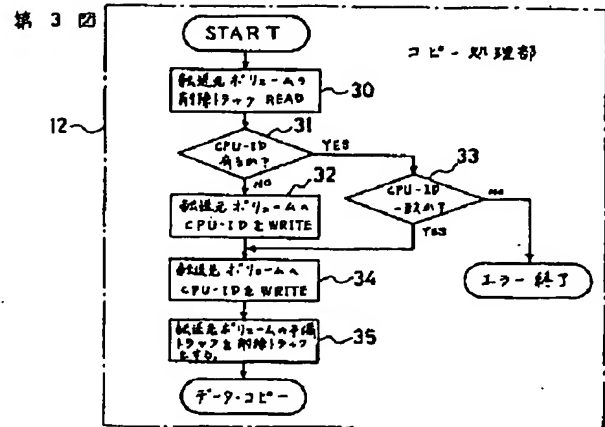 第 3 図
START
コピー処理部
12
転送元ボリュームの
削除トラック READ
30
31
CPU-ID
有るか?
YES
NO
32
転送元ボリュームへ
CPU-IDをWRITE
33
CPU-ID
一致か?
NO
YES
エラー終了
転送元ボリュームへ
CPU-IDをWRITE
34
転送元ボリュームの予備
トラックを削除トラック
とする。
35
データ・コピー